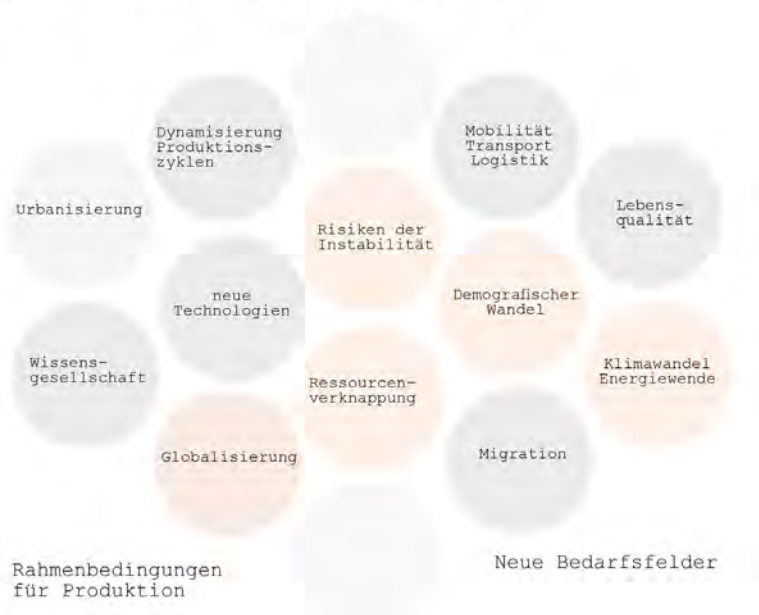 Dynamisierung
Produktions-
zyklen
Mobilität
Transport
Logistik
Urbanisierung
Lebens-
qualität
Risiken der
Instabilität
neue
Technologien
Demografischer
Wandel
Wissens-
gesellschaft
Ressourcen-
verknappung
Klimawandel
Energiewende
Globalisierung
Migration
Rahmenbedingungen
für Produktion
Neue Bedarfsfelder